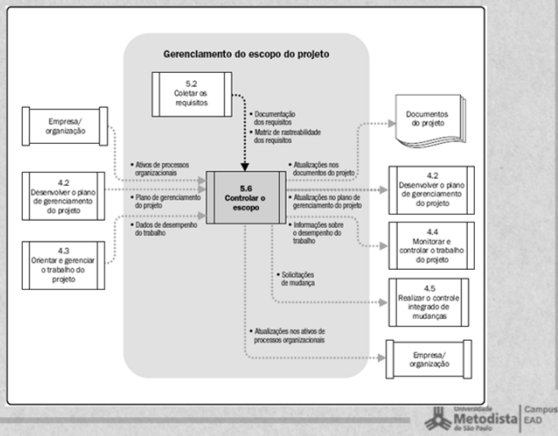 Gerenciamento do escopo do projeto
5.2
Coletar os
requisitos
Empresa/
organização
• Documentação
dos requisitos
• Matriz de rastreabilidade
dos requisitos
Documentos
do projeto
• Ativos de processos
organizacionais
• Atualizações nos
documentos do projeto
4.2
Desenvolver o plano
de gerenciamento
do projeto
• Plano de gerenciamento
do projeto
5.6
Controlar o
escopo
• Atualizações no plano de
gerenciamento do projeto
4.2
Desenvolver o plano
de gerenciamento
do projeto
• Dados de desempenho
do trabalho
• Informações sobre
o desempenho do
trabalho
4.3
Orientar e gerenciar
o trabalho do
projeto
4.4
Monitorar e
controlar o trabalho
do projeto
• Solicitações
de mudança
4.5
Realizar o controle
integrado de
mudanças
• Atualizações nos ativos de
processos organizacionais
Empresa/
organização
Universidade
Metodista
de São Paulo
Campus
EAD